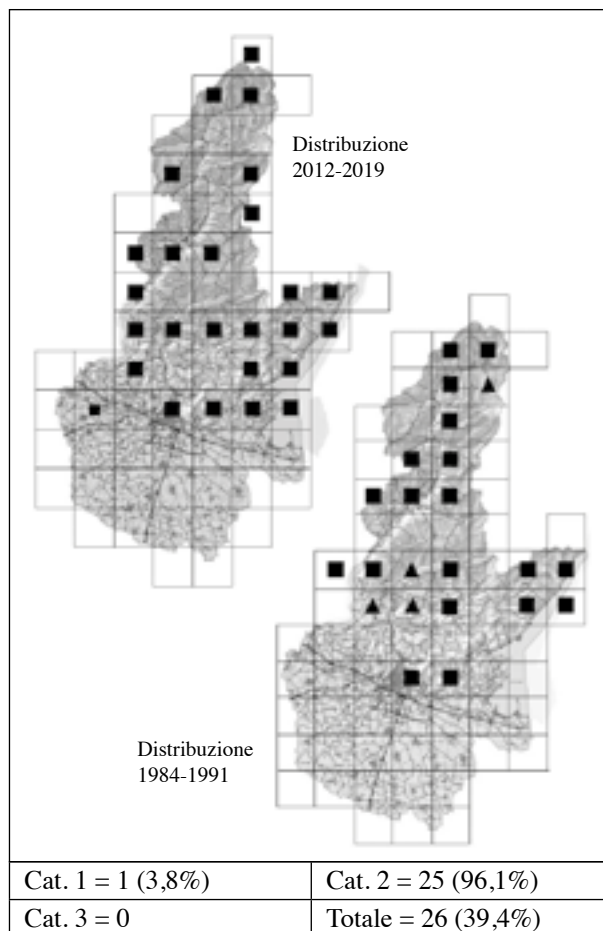 Distribuzione
2012-2019
Distribuzione
1984-1991
Cat. 1 = 1 (3,8%)
Cat. 2 = 25 (96,1%)
Cat. 3 = 0
Totale = 26 (39,4%)